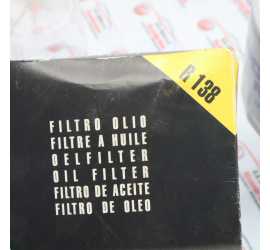 R 138
FILTRO OLIO
FILTRE A HUILE
OELFILTER
OIL FILTER
FILTRO DE ACEITE
FILTRO DE OLEO